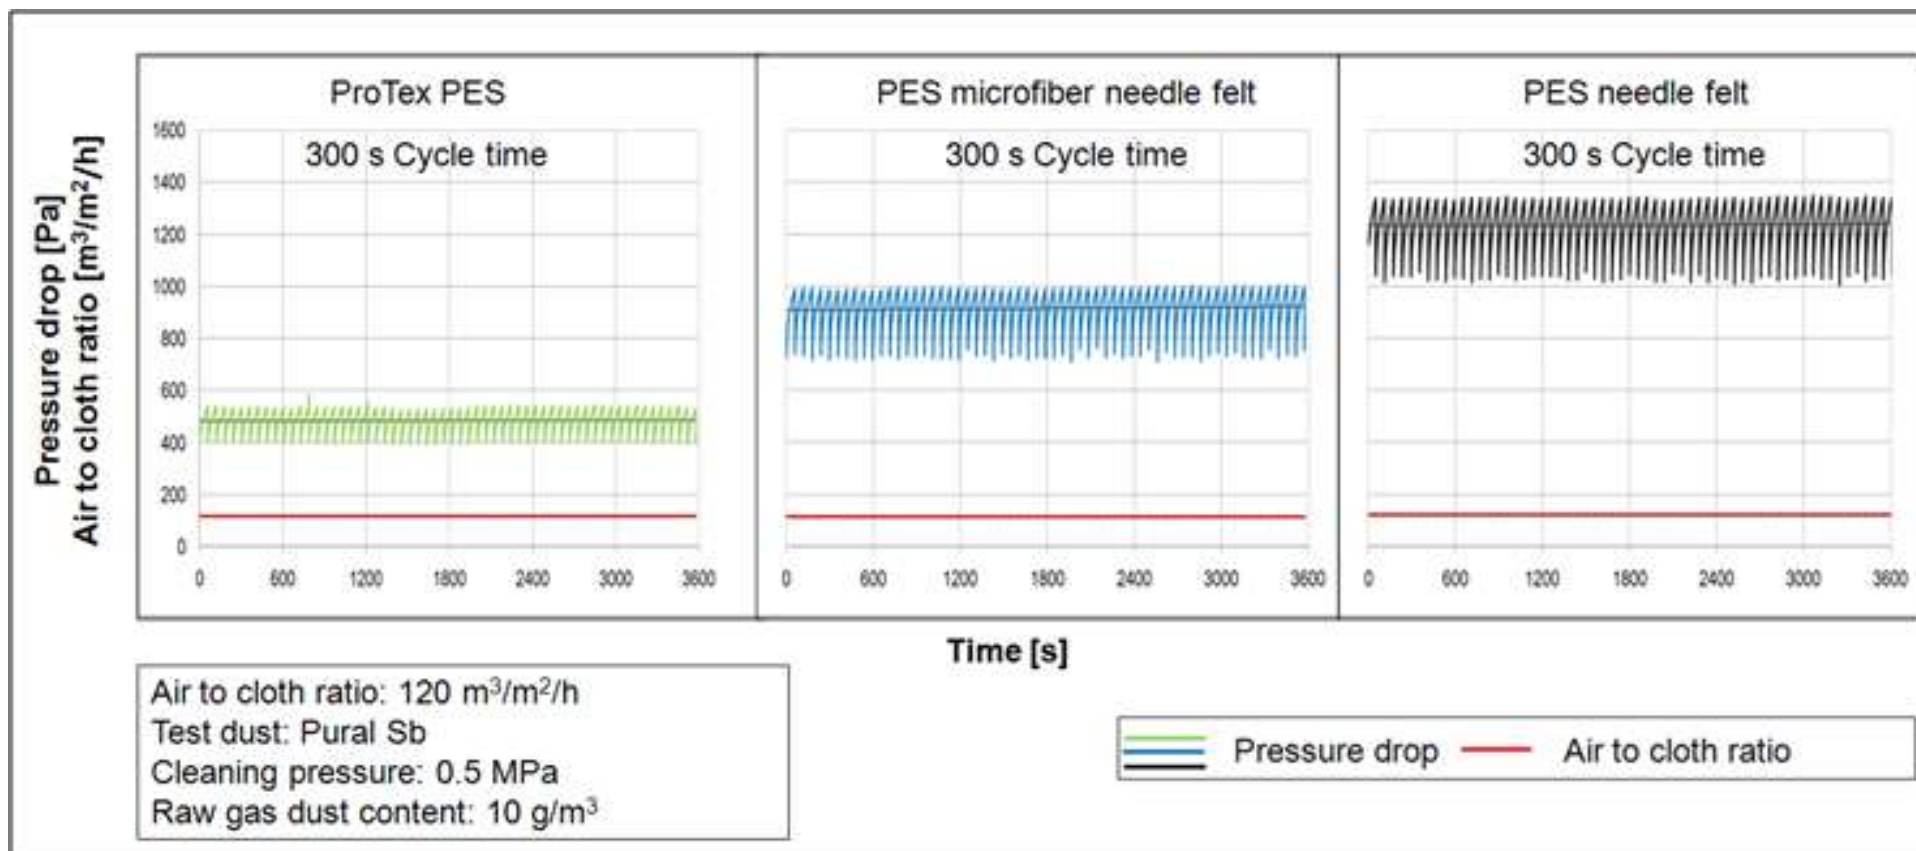 ProTex PES
PES microfiber needle felt
PES needle felt
300 s Cycle time
300 s Cycle time
300 s Cycle time
Pressure drop [Pa]
Air to cloth ratio [m³/m²/h]
1600
1400
1200
1000
800
600
400
200
0
0 600 1200 1800 2400 3000 3600
0 600 1200 1800 2400 3000 3600
0 600 1200 1800 2400 3000 3600
Time [s]
Air to cloth ratio: 120 m³/m²/h
Test dust: Pural Sb
Cleaning pressure: 0.5 MPa
Raw gas dust content: 10 g/m³
Pressure drop Air to cloth ratio